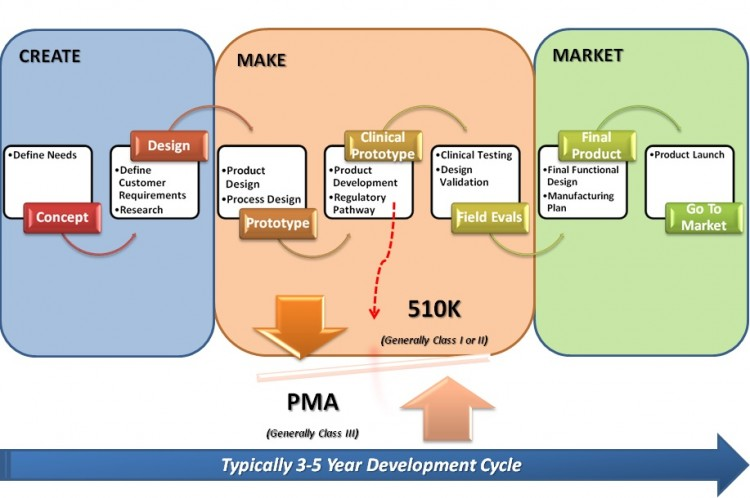 CREATE
MAKE
MARKET
•Define Needs
Concept
Design
•Define
Customer
Requirements
•Research
•Product
Design
•Process Design
Prototype
Clinical
Prototype
•Product
Development
•Regulatory
Pathway
•Clinical Testing
•Design
Validation
Field Evals
Final
Product
•Final Functional
Design
•Manufacturing
Plan
•Product Launch
Go To
Market
510K
(Generally Class I or II)
PMA
(Generally Class III)
Typically 3-5 Year Development Cycle